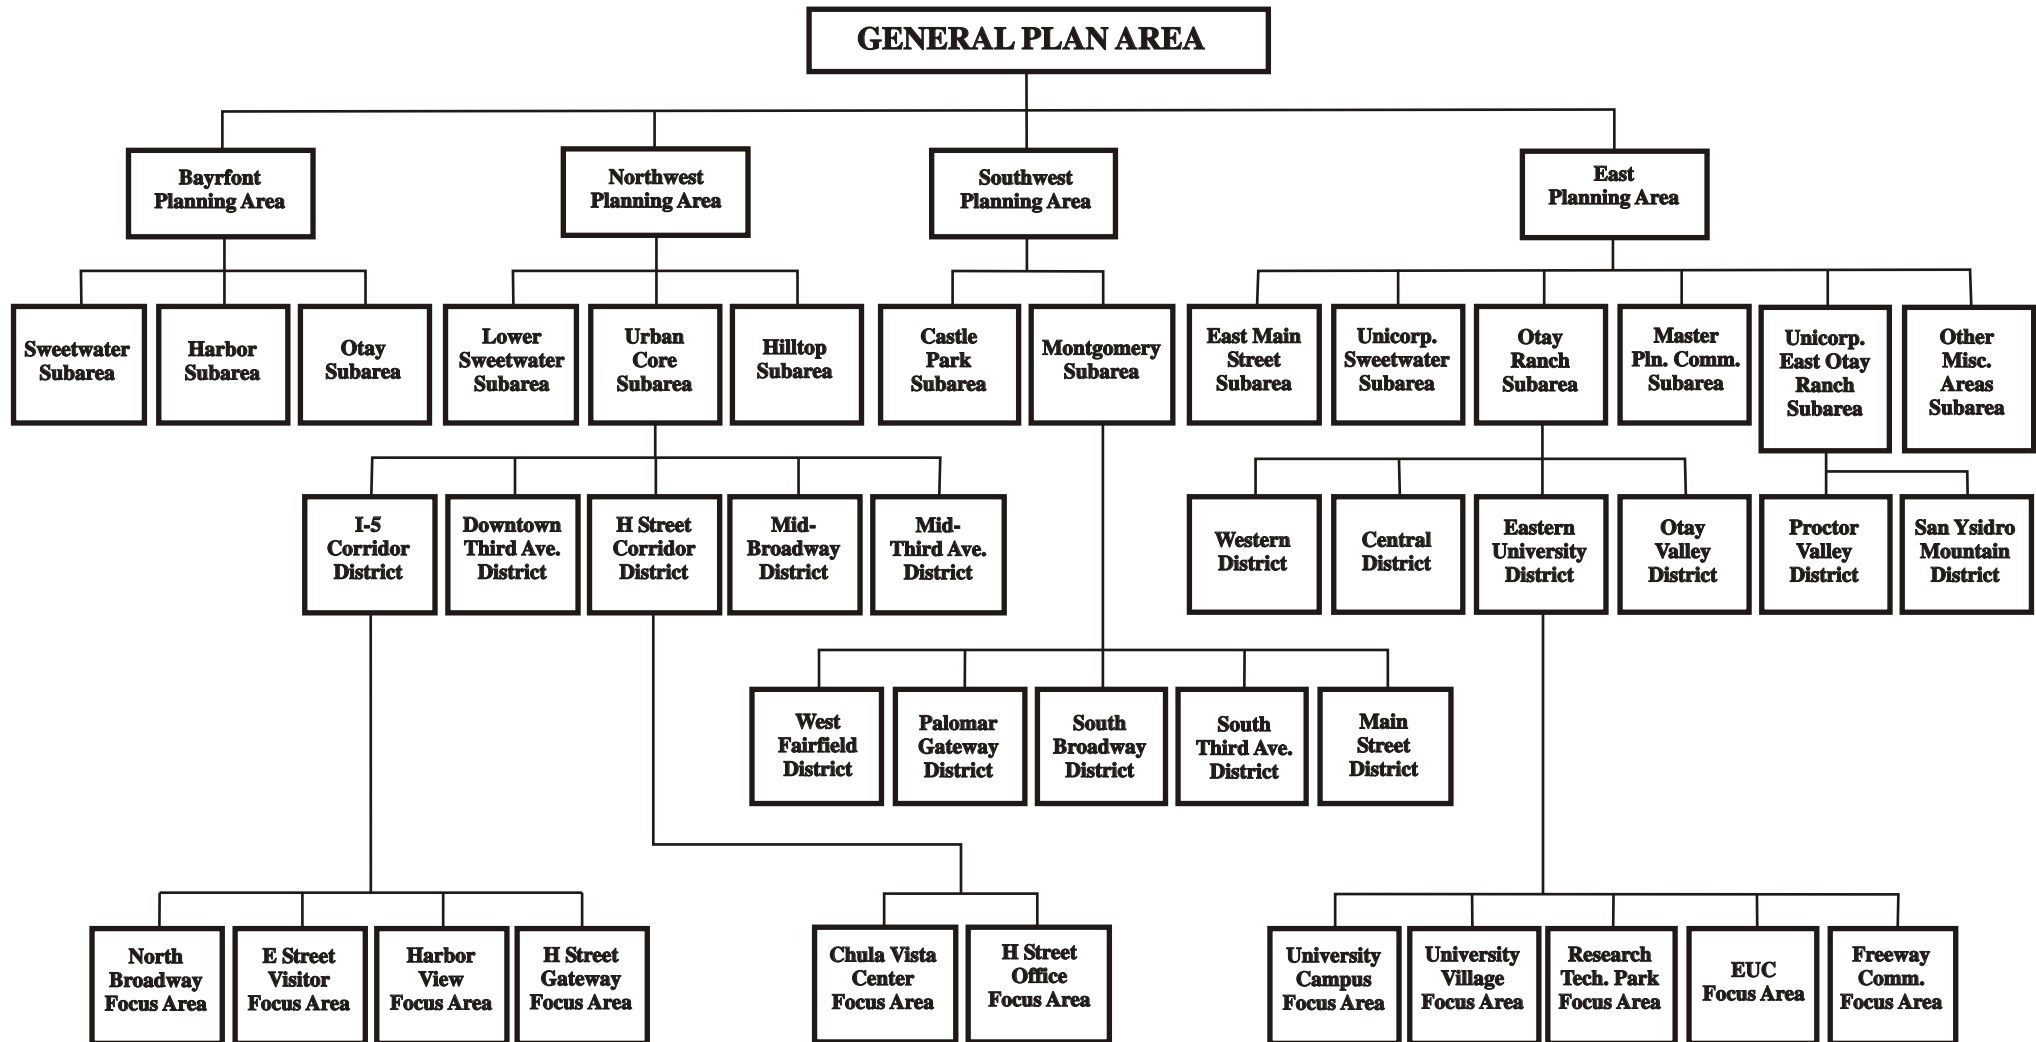 GENERAL PLAN AREA
Bayrfont
Planning Area
Northwest
Planning Area
Southwest
Planning Area
East
Planning Area
Sweetwater
Subarea
Harbor
Subarea
Otay
Subarea
Lower
Sweetwater
Subarea
Urban
Core
Subarea
Hilltop
Subarea
Castle
Park
Subarea
Montgomery
Subarea
East Main
Street
Subarea
Unicorp.
Sweetwater
Subarea
Otay
Ranch
Subarea
Master
Pln. Comm.
Subarea
Unicorp.
East Otay
Ranch
Subarea
Other
Misc.
Areas
Subarea
I-5
Corridor
District
Downtown
Third Ave.
District
H Street
Corridor
District
Mid-
Broadway
District
Mid-
Third Ave.
District
Western
District
Central
District
Eastern
University
District
Otay
Valley
District
Proctor
Valley
District
San Ysidro
Mountain
District
West
Fairfield
District
Palomar
Gateway
District
South
Broadway
District
South
Third Ave.
District
Main
Street
District
North
Broadway
Focus Area
E Street
Visitor
Focus Area
Harbor
View
Focus Area
H Street
Gateway
Focus Area
Chula Vista
Center
Focus Area
H Street
Office
Focus Area
University
Campus
Focus Area
University
Village
Focus Area
Research
Tech. Park
Focus Area
EUC
Focus Area
Freeway
Comm.
Focus Area